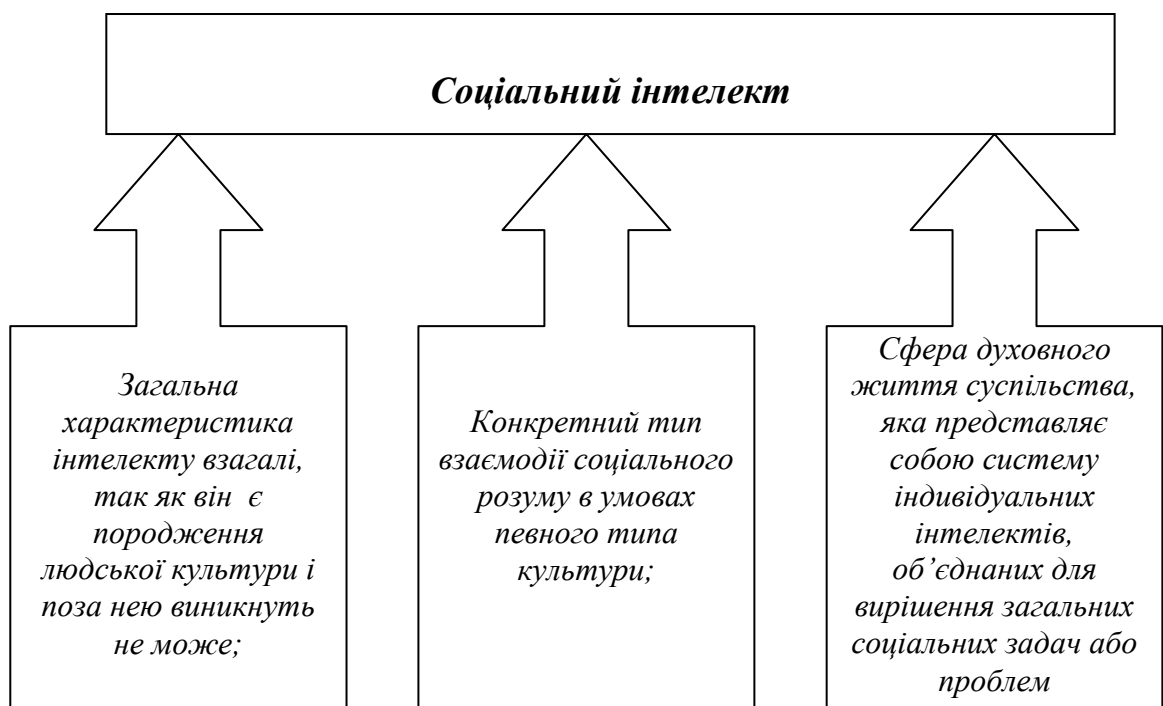 Соціальний інтелект
Загальна
характеристика
інтелекту взагалі,
так як він є
породження
людської культури і
поза нею виникнуть
не може;
Конкретний тип
взаємодії соціального
розуму в умовах
певного типа
культури;
Сфера духовного
життя суспільства,
яка представляє
собою систему
індивідуальних
інтелектів,
об’єднаних для
вирішення загальних
соціальних задач або
проблем